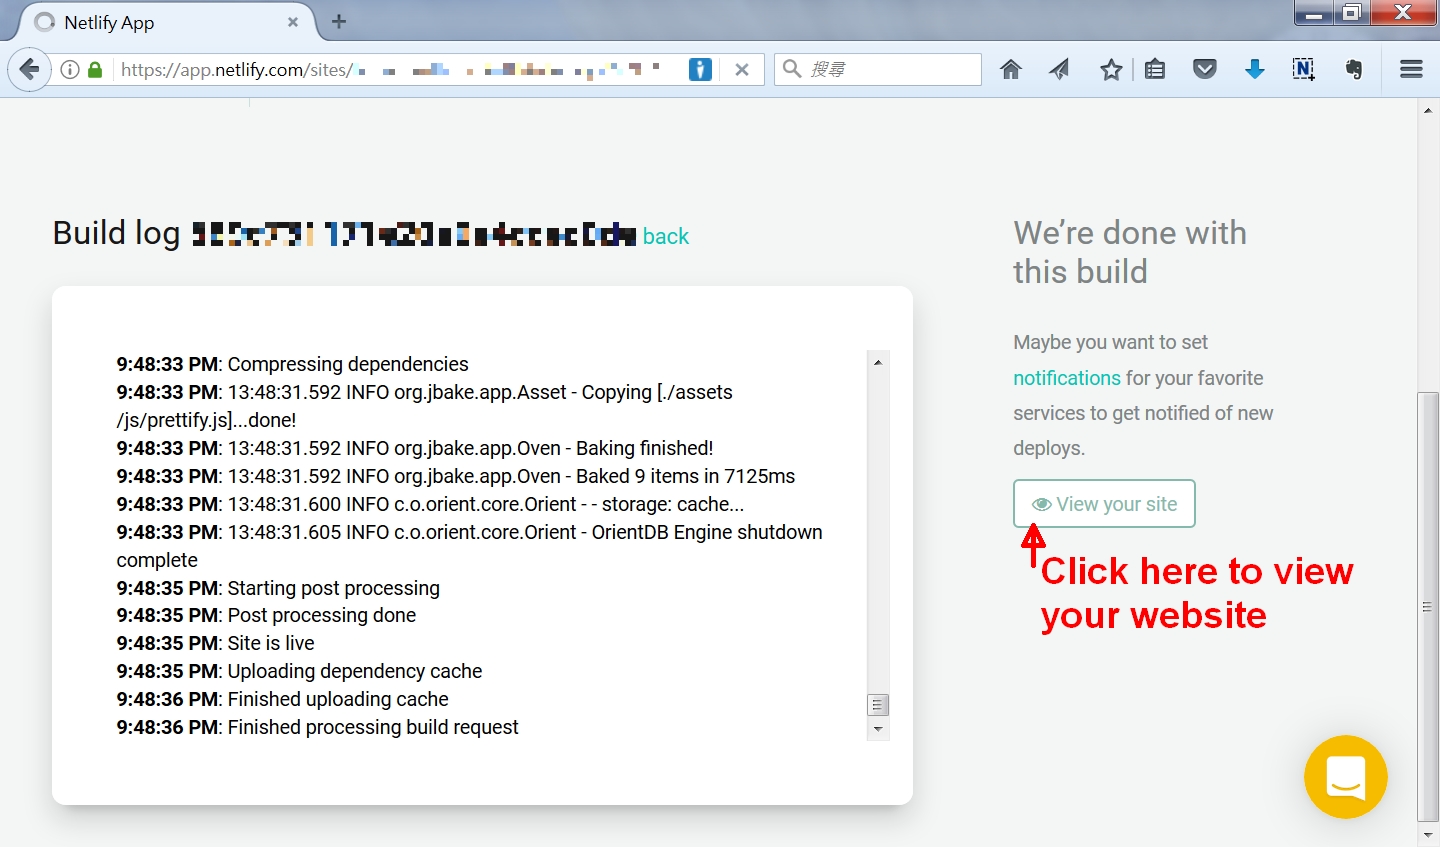 Netlify App
https://app.netlify.com/sites/
搜尋
Build log
back
9:48:33 PM: Compressing dependencies
9:48:33 PM: 13:48:31.592 INFO org.jbake.app.Asset - Copying [./assets
/js/prettify.js]...done!
9:48:33 PM: 13:48:31.592 INFO org.jbake.app.Oven - Baking finished!
9:48:33 PM: 13:48:31.592 INFO org.jbake.app.Oven - Baked 9 items in 7125ms
9:48:33 PM: 13:48:31.600 INFO c.o.orient.core.Orient - - storage: cache...
9:48:33 PM: 13:48:31.605 INFO c.o.orient.core.Orient - OrientDB Engine shutdown
complete
9:48:35 PM: Starting post processing
9:48:35 PM: Post processing done
9:48:35 PM: Site is live
9:48:35 PM: Uploading dependency cache
9:48:36 PM: Finished uploading cache
9:48:36 PM: Finished processing build request
We’re done with
this build
Maybe you want to set
notifications for your favorite
services to get notified of new
deploys.
View your site
Click here to view
your website